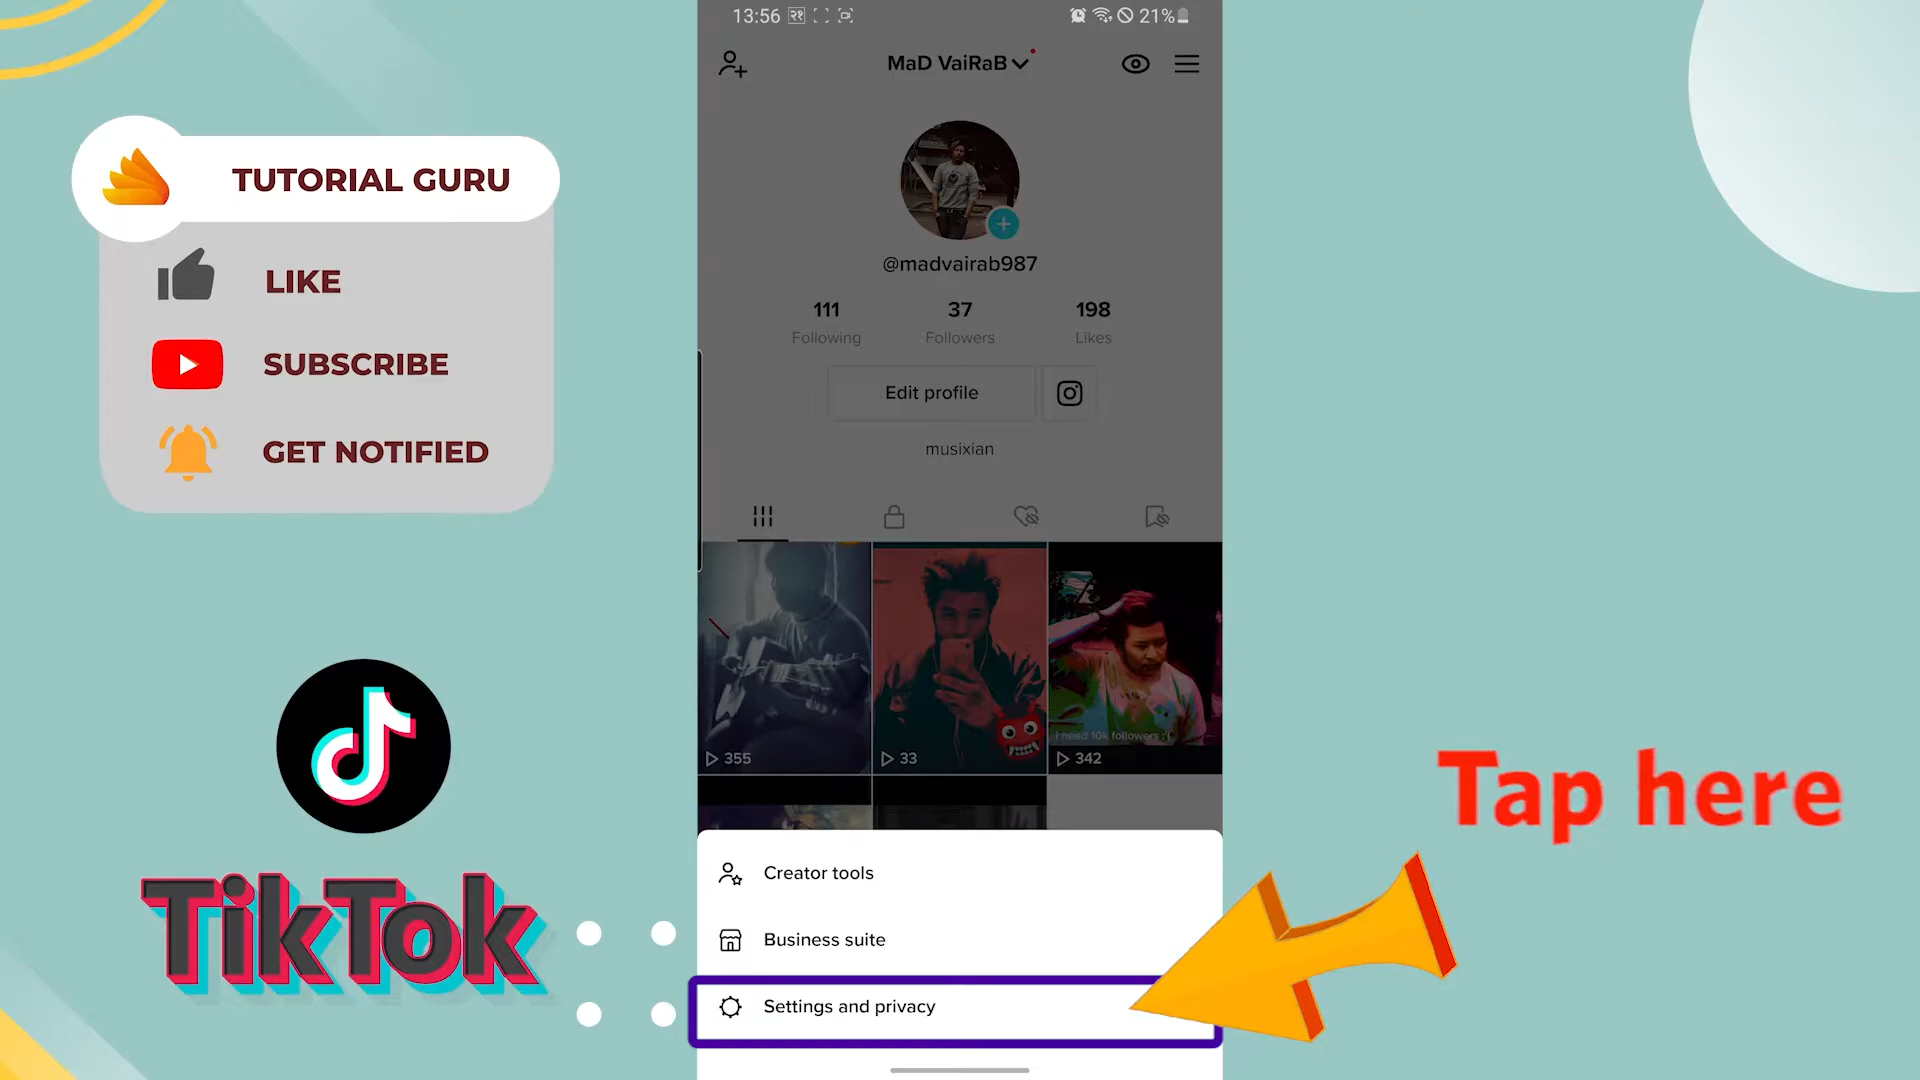 TUTORIAL GURU
LIKE
SUBSCRIBE
GET NOTIFIED
TikTok
13:56 २१ 21%
MaD VaiRaB
@madvairab987
111 37 198
Following Followers Likes
Edit profile
musixian
I need 10k followers :'(
355 33 342
Creator tools
Business suite
Settings and privacy
Tap here